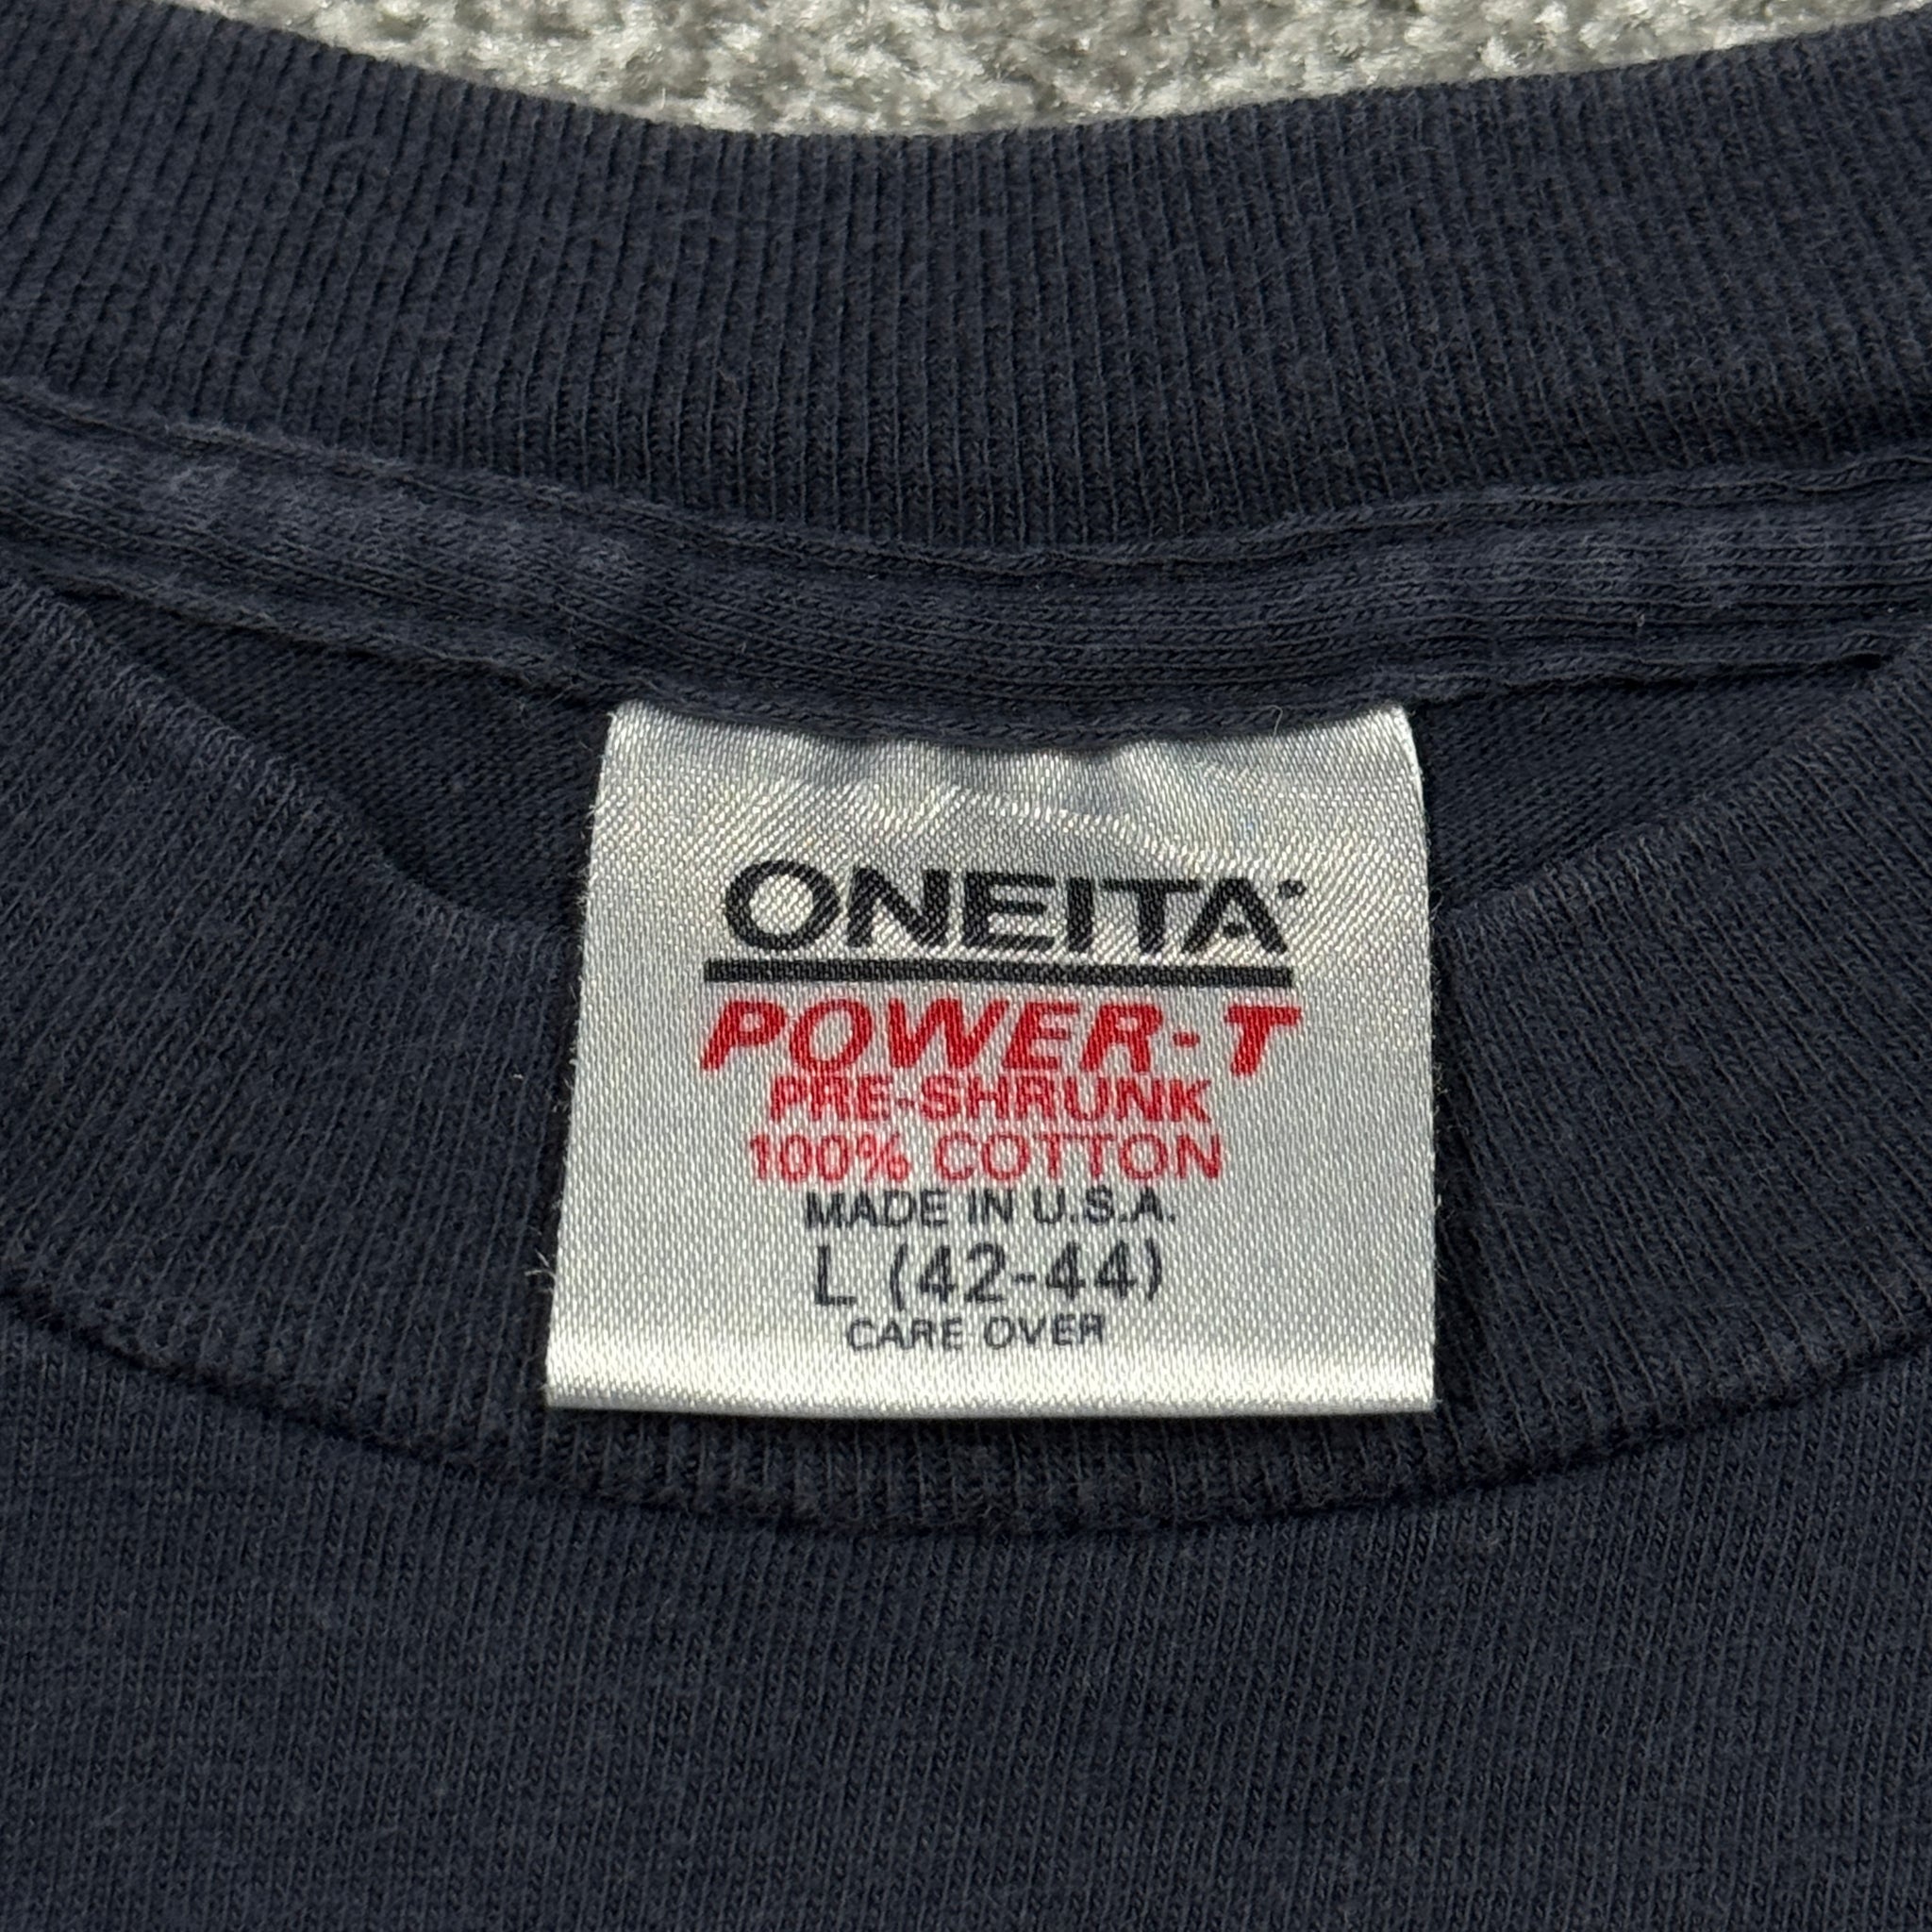 ONEITA
POWER-T
PRE-SHRUNK
100% COTTON
MADE IN U.S.A.
L (42-44)
CARE OVER